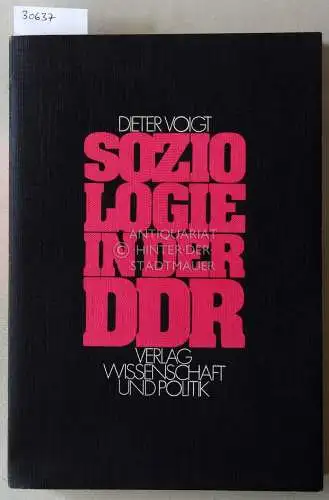 30637
DIETER VOIGT
SOZIO
LOGIE
IN DER
DDR
ANTIQUARIAT
© HINTER DER
STADTMAUER
VERLAG
WISSENSCHAFT
UND POLITIK